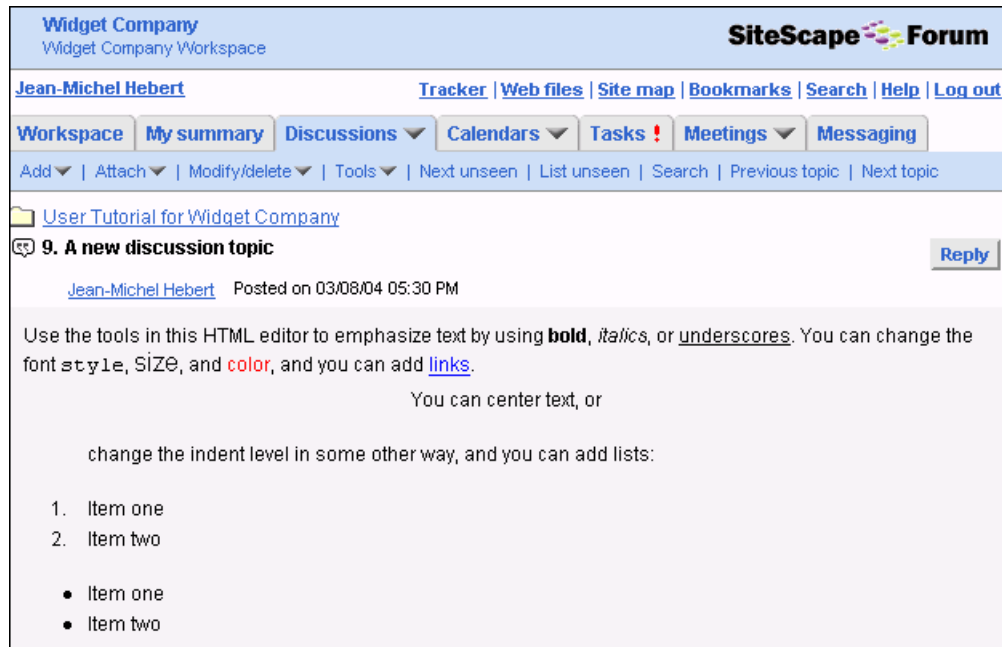 Widget Company
Widget Company Workspace
SiteScape Forum
Jean-Michel Hebert
Tracker | Web files | Site map | Bookmarks | Search | Help | Log out
Workspace My summary Discussions Calendars Tasks ! Meetings Messaging
Add | Attach | Modify/delete | Tools | Next unseen | List unseen | Search | Previous topic | Next topic
User Tutorial for Widget Company
9. A new discussion topic
Reply
Jean-Michel Hebert Posted on 03/08/04 05:30 PM
Use the tools in this HTML editor to emphasize text by using bold, italics, or underscores. You can change the
font style, size, and color, and you can add links.
You can center text, or
change the indent level in some other way, and you can add lists:
1. Item one
2. Item two
• Item one
• Item two